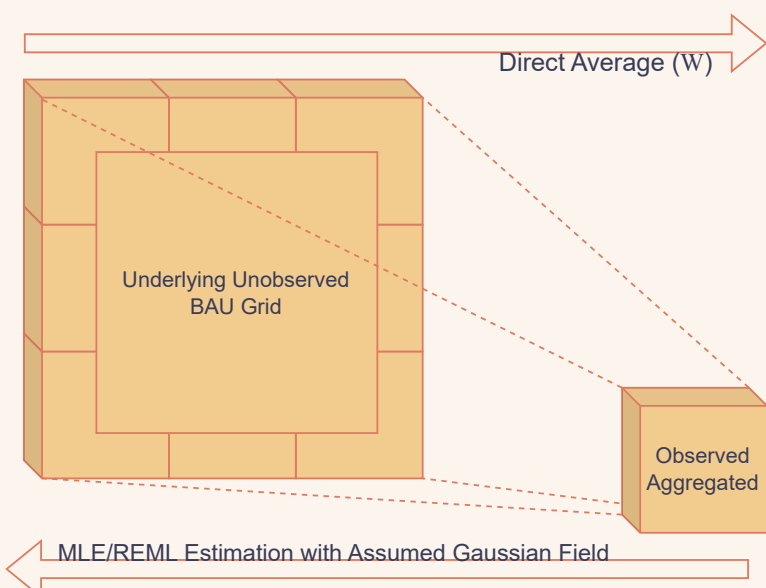 Direct Average (W)
Underlying Unobserved
BAU Grid
Observed
Aggregated
MLE/REML Estimation with Assumed Gaussian Field